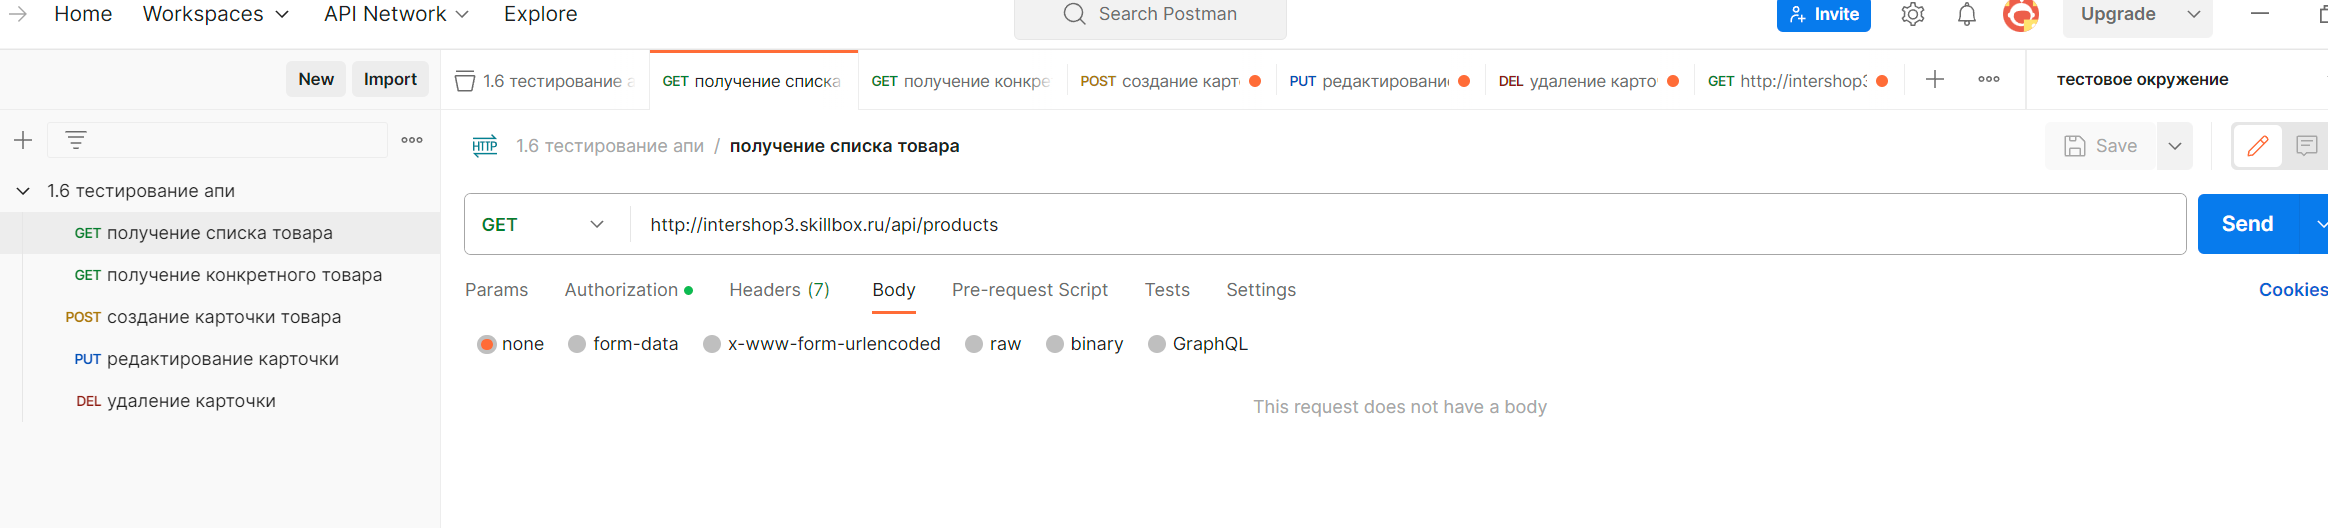 Home Workspaces API Network Explore Search Postman Invite Upgrade
New Import 1.6 тестирование а GET получение списка GET получение конкре POST создание карт PUT редактировани DEL удаление карто GET http://intershop3 тестовое окружение
HTTP 1.6 тестирование апи / получение списка товара Save
1.6 тестирование апи
GET получение списка товара
GET http://intershop3.skillbox.ru/api/products Send
GET получение конкретного товара
Params Authorization Headers (7) Body Pre-request Script Tests Settings Cookies
POST создание карточки товара
none form-data x-www-form-urlencoded raw binary GraphQL
PUT редактирование карточки
DEL удаление карточки
This request does not have a body